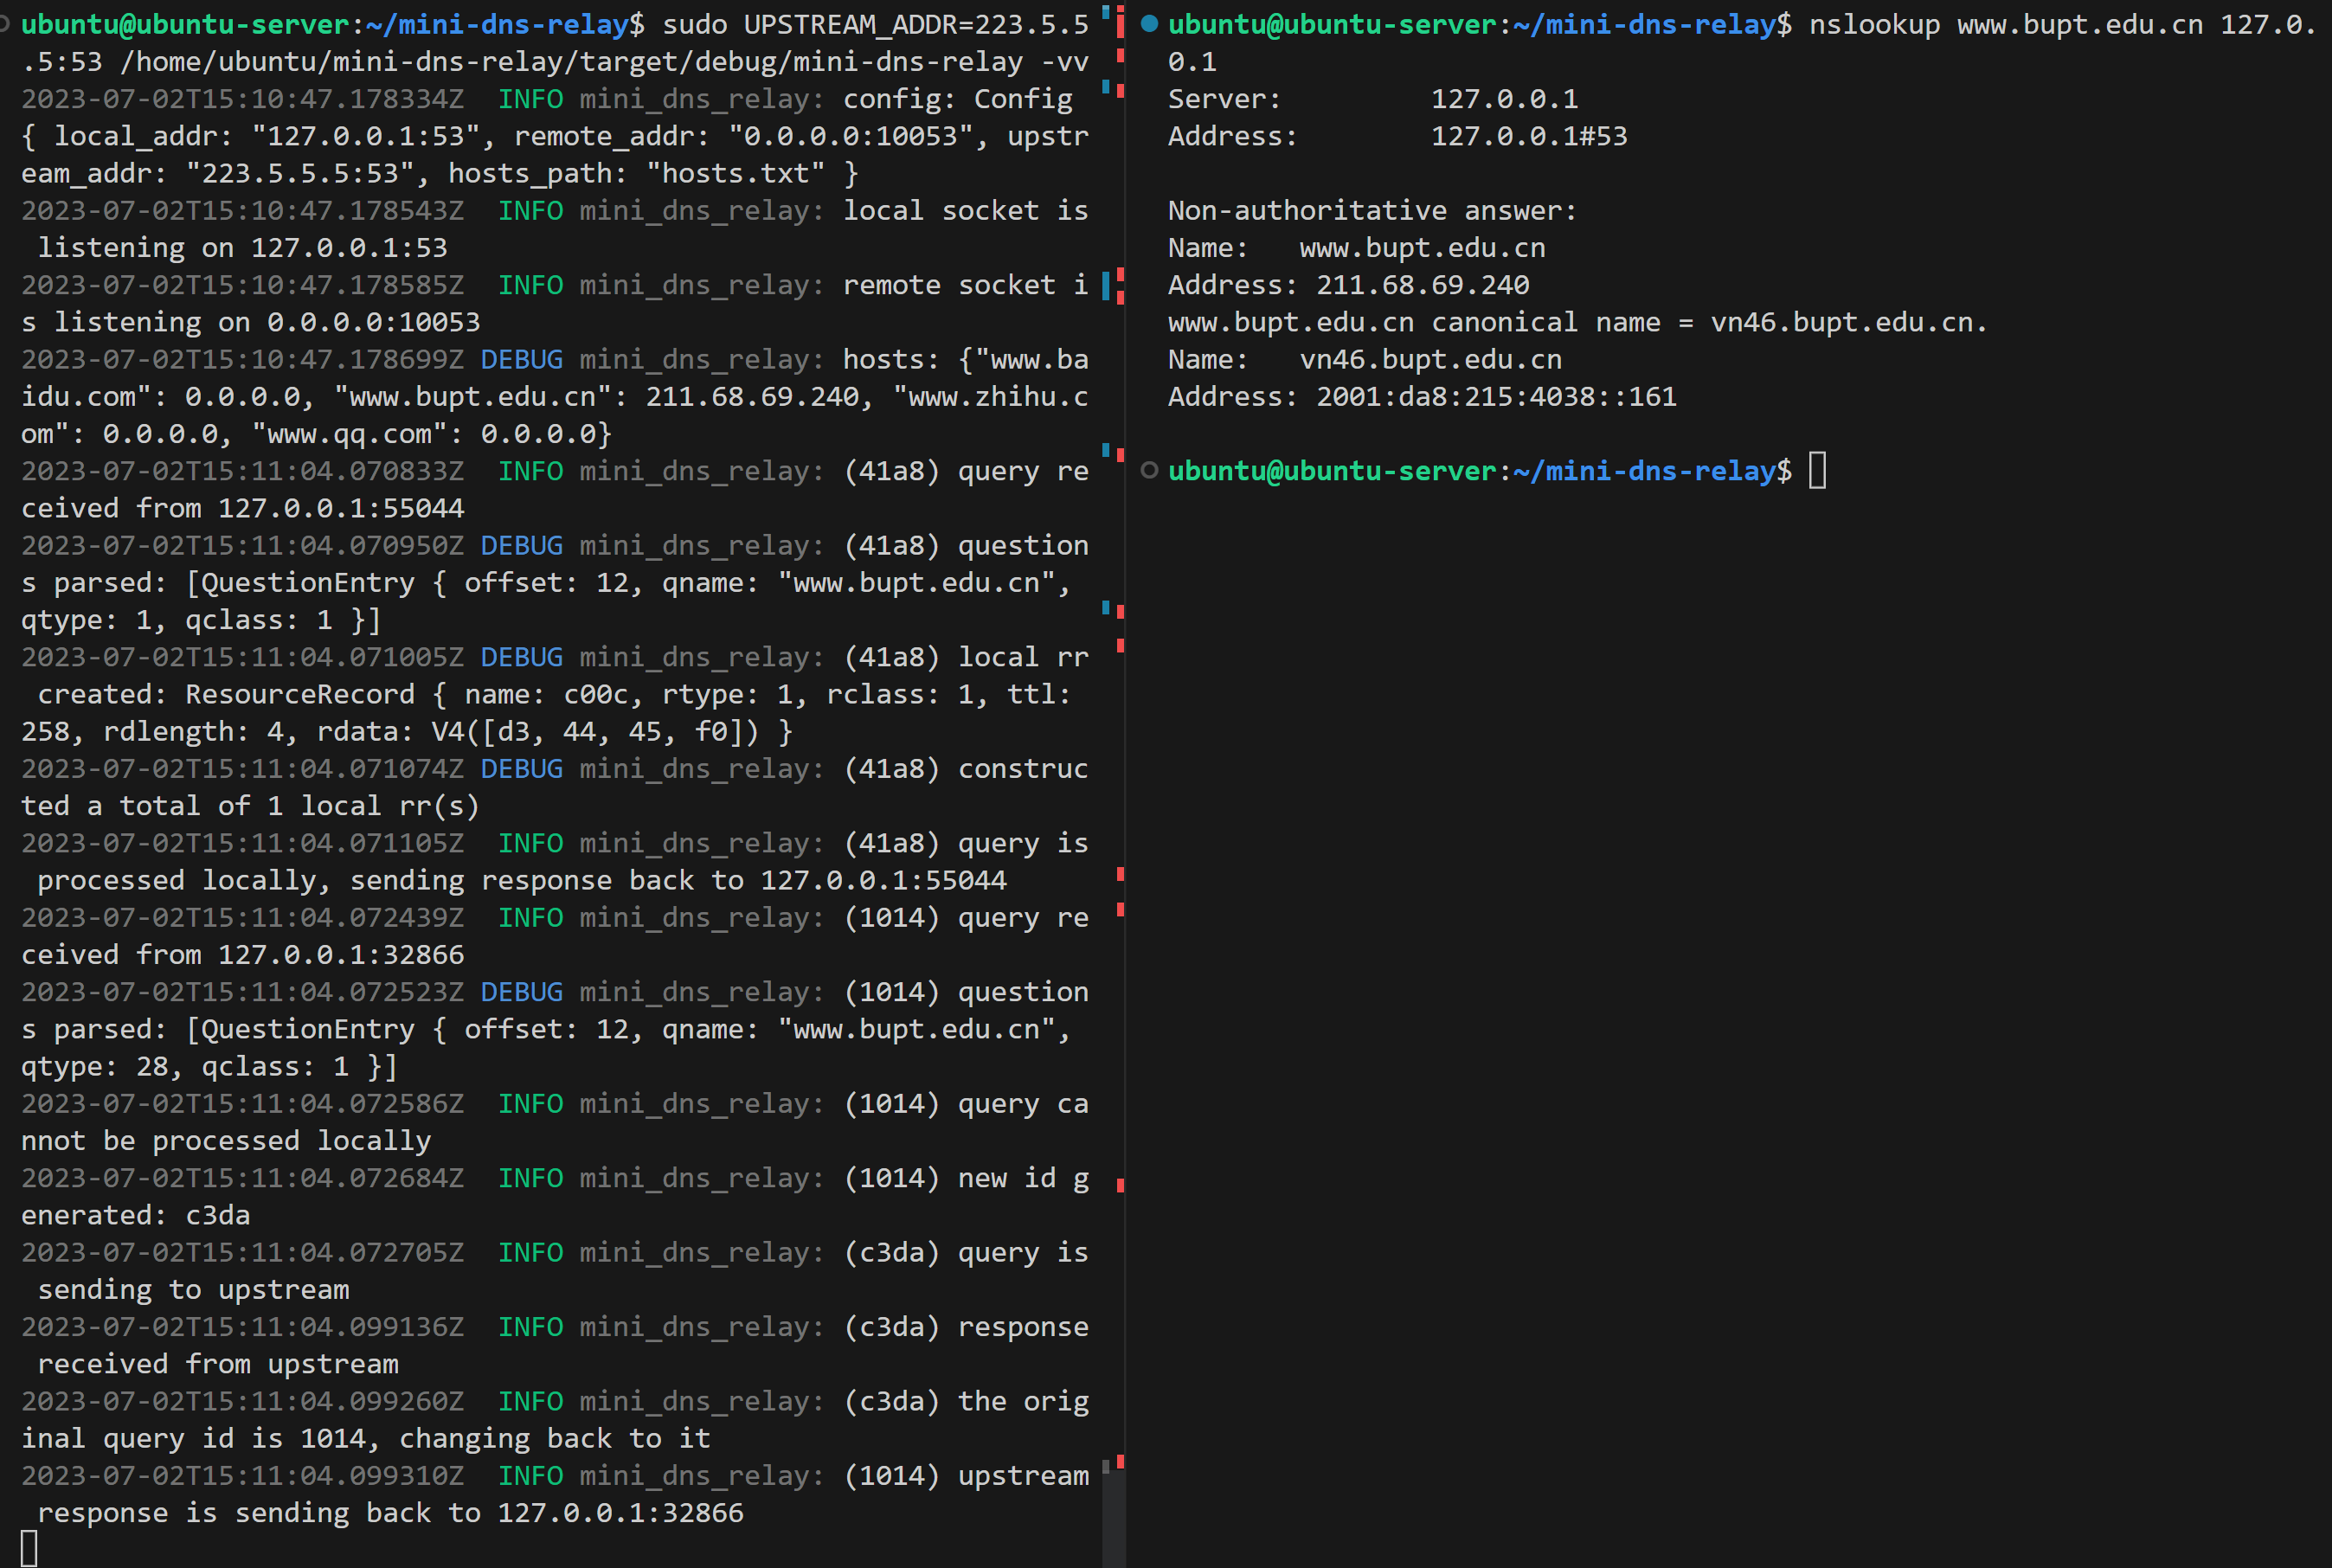 ubuntu@ubuntu-server:~/mini-dns-relay$ sudo UPSTREAM_ADDR=223.5.5
.5:53 /home/ubuntu/mini-dns-relay/target/debug/mini-dns-relay -vv
2023-07-02T15:10:47.178334Z  INFO mini_dns_relay: config: Config
{ local_addr: "127.0.0.1:53", remote_addr: "0.0.0.0:10053", upstr
eam_addr: "223.5.5.5:53", hosts_path: "hosts.txt" }
2023-07-02T15:10:47.178543Z  INFO mini_dns_relay: local socket is
 listening on 127.0.0.1:53
2023-07-02T15:10:47.178585Z  INFO mini_dns_relay: remote socket i
s listening on 0.0.0.0:10053
2023-07-02T15:10:47.178699Z DEBUG mini_dns_relay: hosts: {"www.ba
idu.com": 0.0.0.0, "www.bupt.edu.cn": 211.68.69.240, "www.zhihu.c
om": 0.0.0.0, "www.qq.com": 0.0.0.0}
2023-07-02T15:11:04.070833Z  INFO mini_dns_relay: (41a8) query re
ceived from 127.0.0.1:55044
2023-07-02T15:11:04.070950Z DEBUG mini_dns_relay: (41a8) question
s parsed: [QuestionEntry { offset: 12, qname: "www.bupt.edu.cn",
qtype: 1, qclass: 1 }]
2023-07-02T15:11:04.071005Z DEBUG mini_dns_relay: (41a8) local rr
 created: ResourceRecord { name: c00c, rtype: 1, rclass: 1, ttl:
258, rdlength: 4, rdata: V4([d3, 44, 45, f0]) }
2023-07-02T15:11:04.071074Z DEBUG mini_dns_relay: (41a8) construc
ted a total of 1 local rr(s)
2023-07-02T15:11:04.071105Z  INFO mini_dns_relay: (41a8) query is
 processed locally, sending response back to 127.0.0.1:55044
2023-07-02T15:11:04.072439Z  INFO mini_dns_relay: (1014) query re
ceived from 127.0.0.1:32866
2023-07-02T15:11:04.072523Z DEBUG mini_dns_relay: (1014) question
s parsed: [QuestionEntry { offset: 12, qname: "www.bupt.edu.cn",
qtype: 28, qclass: 1 }]
2023-07-02T15:11:04.072586Z  INFO mini_dns_relay: (1014) query ca
nnot be processed locally
2023-07-02T15:11:04.072684Z  INFO mini_dns_relay: (1014) new id g
enerated: c3da
2023-07-02T15:11:04.072705Z  INFO mini_dns_relay: (c3da) query is
 sending to upstream
2023-07-02T15:11:04.099136Z  INFO mini_dns_relay: (c3da) response
 received from upstream
2023-07-02T15:11:04.099260Z  INFO mini_dns_relay: (c3da) the orig
inal query id is 1014, changing back to it
2023-07-02T15:11:04.099310Z  INFO mini_dns_relay: (1014) upstream
 response is sending back to 127.0.0.1:32866
ubuntu@ubuntu-server:~/mini-dns-relay$ nslookup www.bupt.edu.cn 127.0.
0.1
Server:         127.0.0.1
Address:        127.0.0.1#53
Non-authoritative answer:
Name:   www.bupt.edu.cn
Address: 211.68.69.240
www.bupt.edu.cn canonical name = vn46.bupt.edu.cn.
Name:   vn46.bupt.edu.cn
Address: 2001:da8:215:4038::161
ubuntu@ubuntu-server:~/mini-dns-relay$